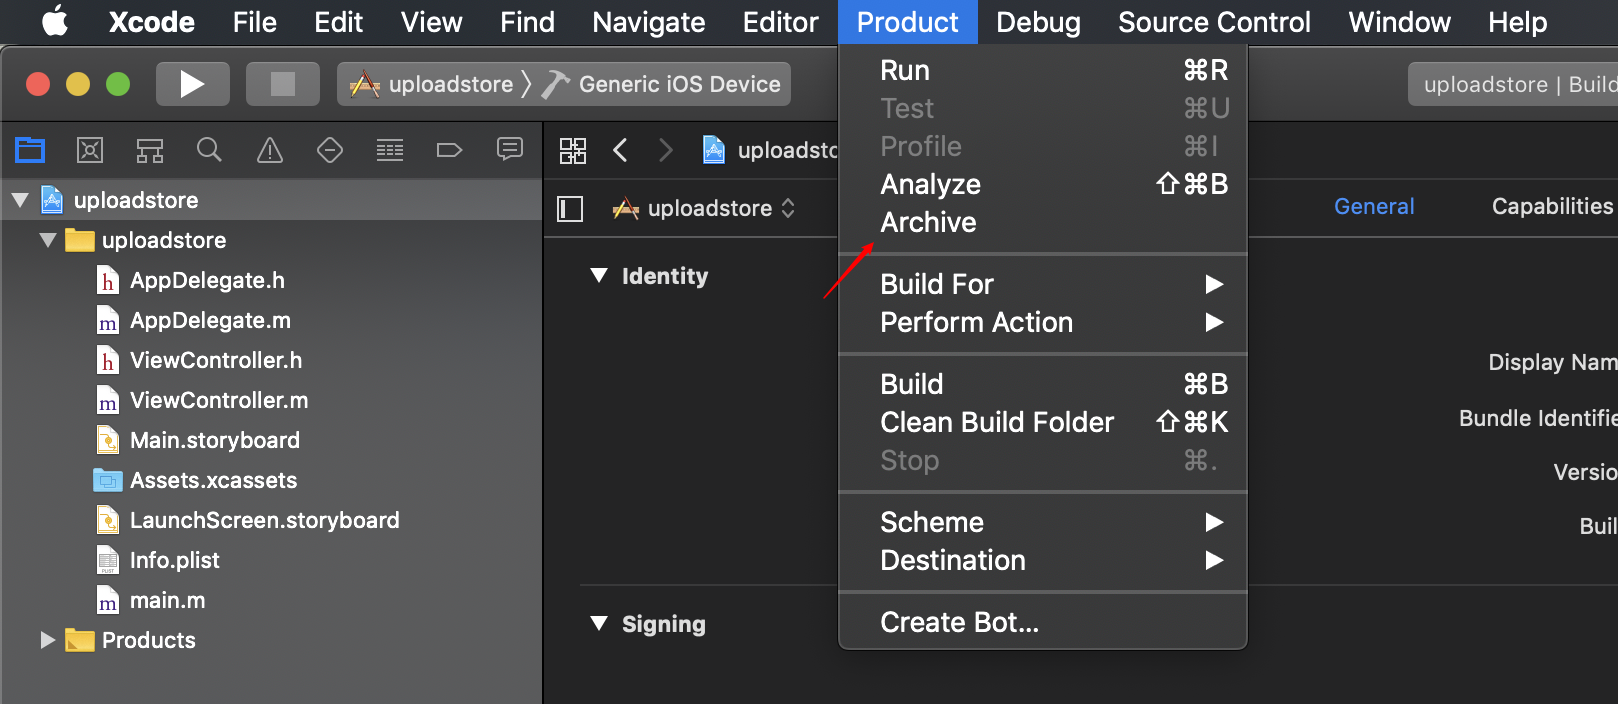 Xcode File Edit View Find Navigate Editor Product Debug Source Control Window Help
uploadstore Generic iOS Device
uploadstore | Build
uploadsto
uploadstore
General Capabilities
uploadstore
uploadstore
AppDelegate.h
AppDelegate.m
ViewController.h
ViewController.m
Main.storyboard
Assets.xcassets
LaunchScreen.storyboard
Info.plist
main.m
Products
Identity
Signing
Run ⌘R
Test ⌘U
Profile ⌘I
Analyze ⇧⌘B
Archive
Build For ▶
Perform Action ▶
Build ⌘B
Clean Build Folder ⇧⌘K
Stop ⌘.
Scheme ▶
Destination ▶
Create Bot...
Display Nam
Bundle Identifie
Versio
Buil